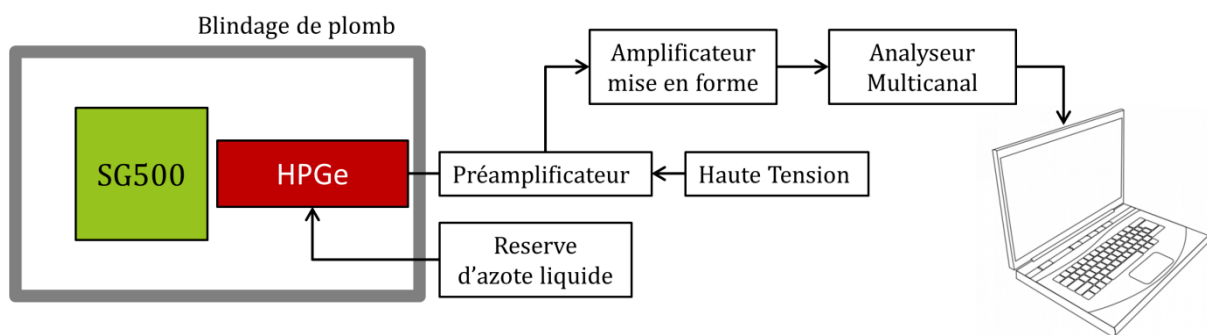 Blindage de plomb
SG500
HPGe
Préamplificateur
Haute Tension
Amplificateur
mise en forme
Analyseur
Multicanal
Reserve
d'azote liquide